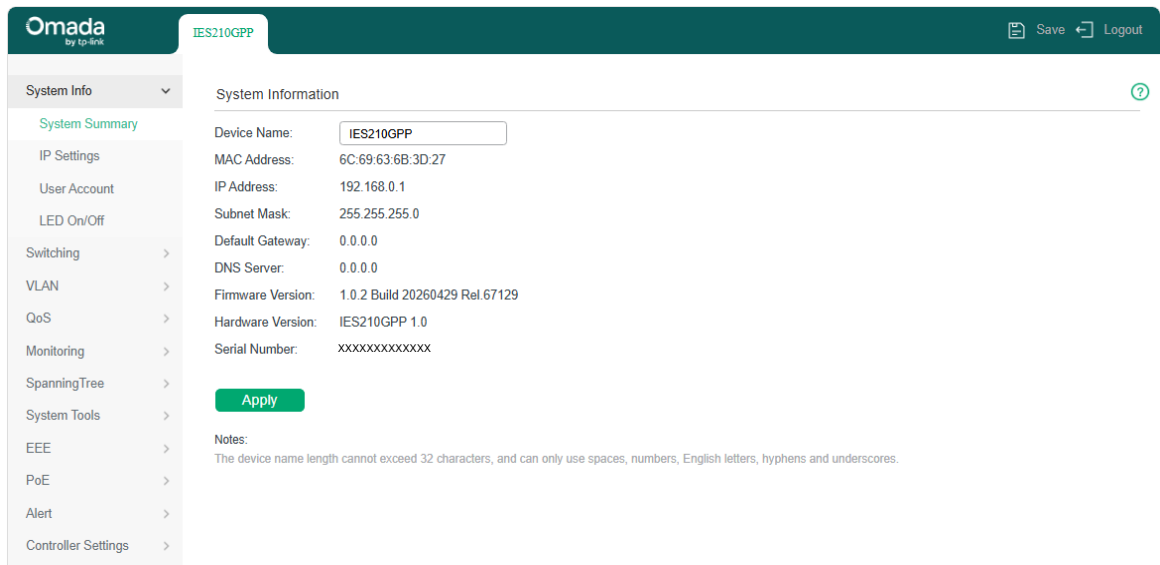 Omada
by tp-link
IES210GPP
Save
Logout
System Info
System Summary
IP Settings
User Account
LED On/Off
Switching
VLAN
QoS
Monitoring
SpanningTree
System Tools
EEE
PoE
Alert
Controller Settings
System Information
?
Device Name: IES210GPP
MAC Address: 6C:69:63:6B:3D:27
IP Address: 192.168.0.1
Subnet Mask: 255.255.255.0
Default Gateway: 0.0.0.0
DNS Server: 0.0.0.0
Firmware Version: 1.0.2 Build 20260429 Rel.67129
Hardware Version: IES210GPP 1.0
Serial Number: XXXXXXXXXXXXX
Apply
Notes:
The device name length cannot exceed 32 characters, and can only use spaces, numbers, English letters, hyphens and underscores.